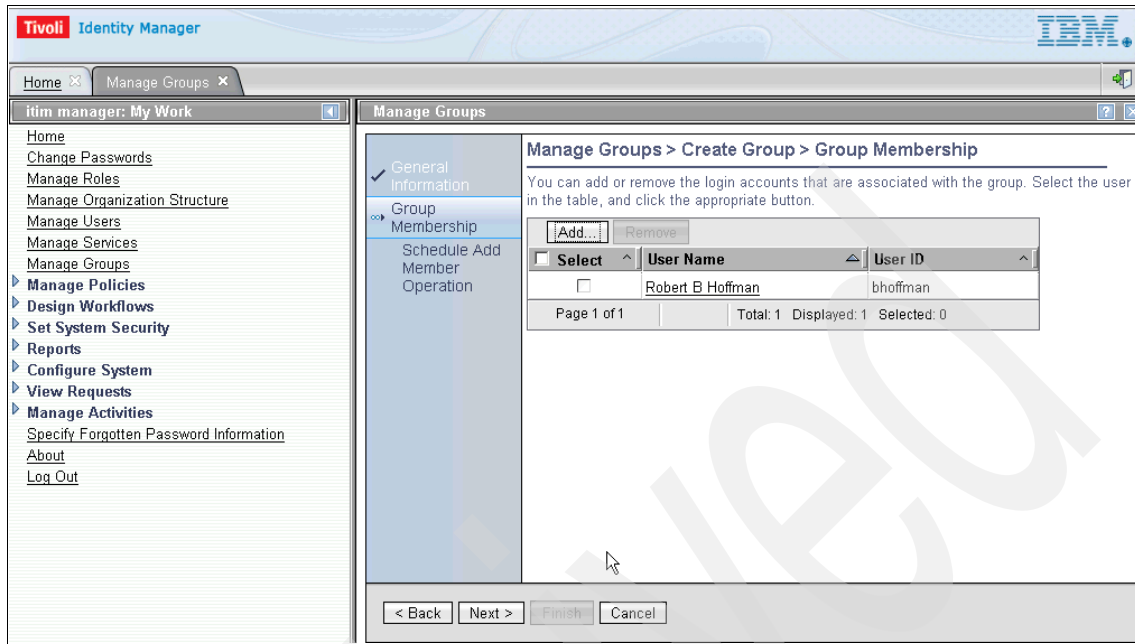 Tivoli Identity Manager
IBM
Home
Manage Groups
itim manager: My Work
Home
Change Passwords
Manage Roles
Manage Organization Structure
Manage Users
Manage Services
Manage Groups
Manage Policies
Design Workflows
Set System Security
Reports
Configure System
View Requests
Manage Activities
Specify Forgotten Password Information
About
Log Out
Manage Groups
General
Information
Group
Membership
Schedule Add
Member
Operation
Manage Groups > Create Group > Group Membership
You can add or remove the login accounts that are associated with the group. Select the user
in the table, and click the appropriate button.
Add... Remove
Select User Name User ID
Robert B Hoffman bhoffman
Page 1 of 1 Total: 1 Displayed: 1 Selected: 0
< Back Next > Finish Cancel